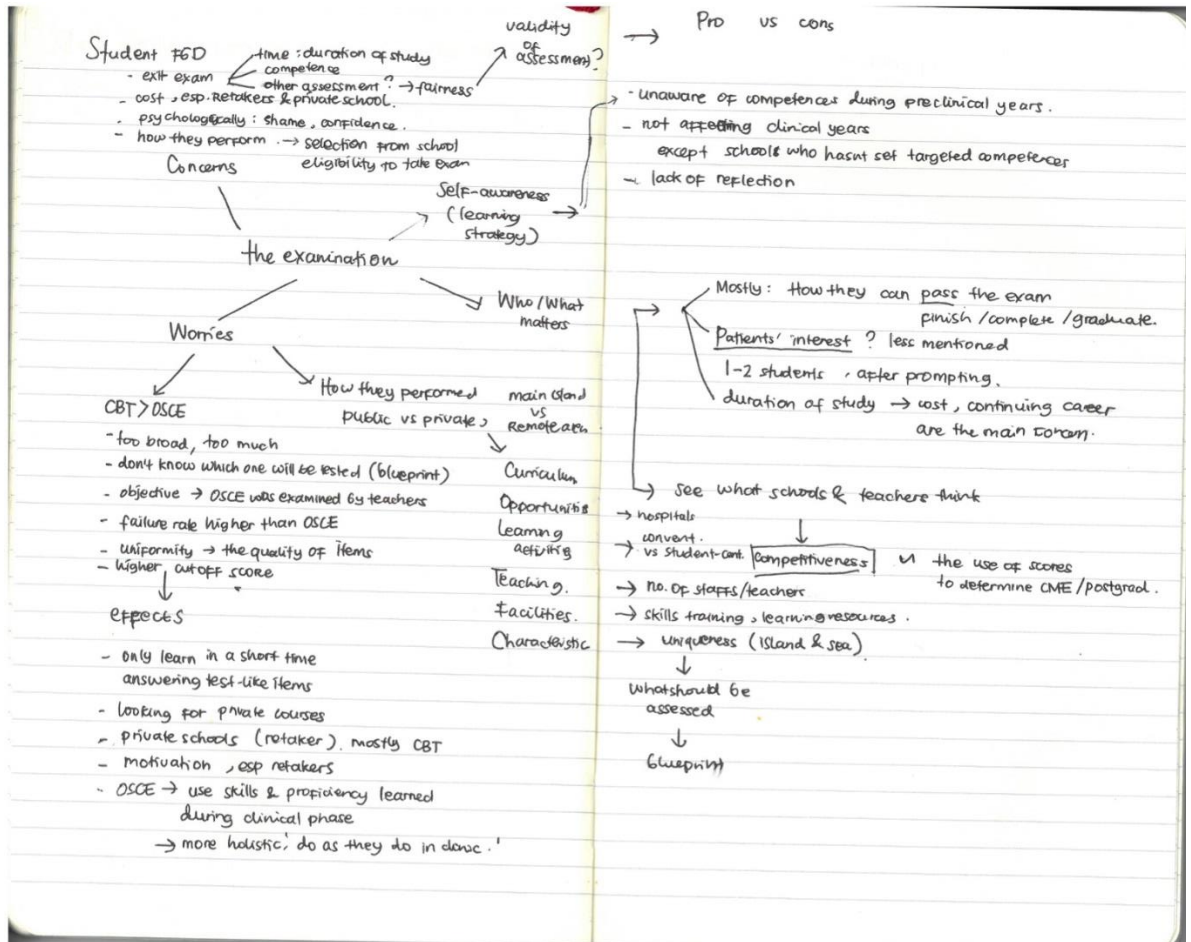 Student FGD
- exit exam
time : duration of study
competence
other assessment ? → fairness
validity
of
assessment?
→ Pro vs cons
- cost , esp. Retakers & private school.
- psychologically : shame , confidence .
- how they perform . → selection from school
eligibility to take exam
Concerns
the examination
Self-awareness
(learning
strategy)
→
- unaware of competences during preclinical years .
- not affecting clinical years
except schools who hasnt set targeted competences
- lack of reflection
Who/What
matters
Mostly : How they can pass the exam
finish /complete /graduate.
Patients' interest ? less mentioned
1-2 students , after prompting .
duration of study → cost , continuing career
are the main concern.
→ see what schools & teachers think
Competitiveness
the use of scores
to determine CME /postgrad .
Worries
CBT > OSCE
- too broad, too much
- don't know which one will be tested (blueprint)
- objective → OSCE was examined by teachers
- failure rate higher than OSCE
- uniformity → the quality of items
- higher cutoff score
effects
- only learn in a short time
answering test-like items
- looking for private courses
- private schools (retaker) . mostly CBT
- motivation , esp retakers
- OSCE → use skills & proficiency learned
during clinical phase
→ more holistic, 'do as they do in clinic .'
How they performed
public vs private ,
main island
vs
Remote area
Curriculum
Opportunities → hospitals
Learning
activities → convent.
vs student-cent.
Teaching . → no. of staffs/teachers
Facilities . → skills training , learning resources .
Characteristic → uniqueness (island & sea)
what should be
assessed
blueprint